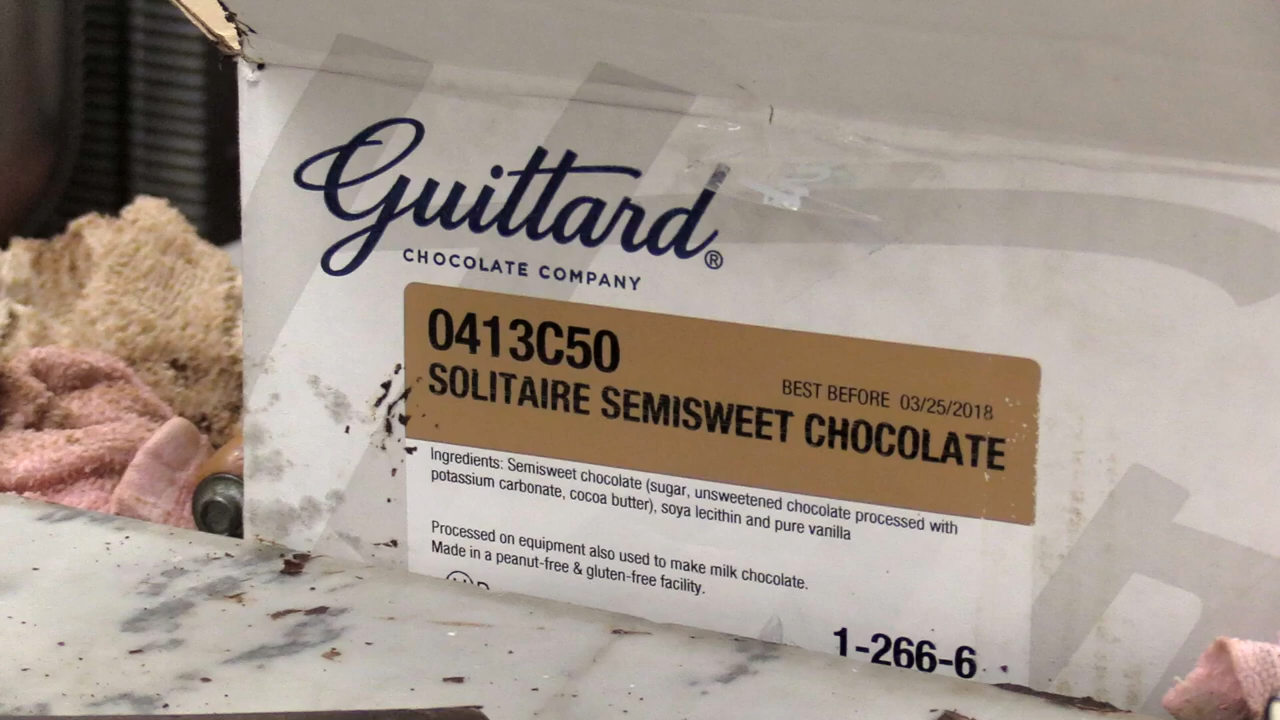 Guittard®
CHOCOLATE COMPANY
0413C50
BEST BEFORE 03/25/2018
SOLITAIRE SEMISWEET CHOCOLATE
Ingredients: Semisweet chocolate (sugar, unsweetened chocolate processed with
potassium carbonate, cocoa butter), soya lecithin and pure vanilla
Processed on equipment also used to make milk chocolate.
Made in a peanut-free & gluten-free facility.
1-266-6